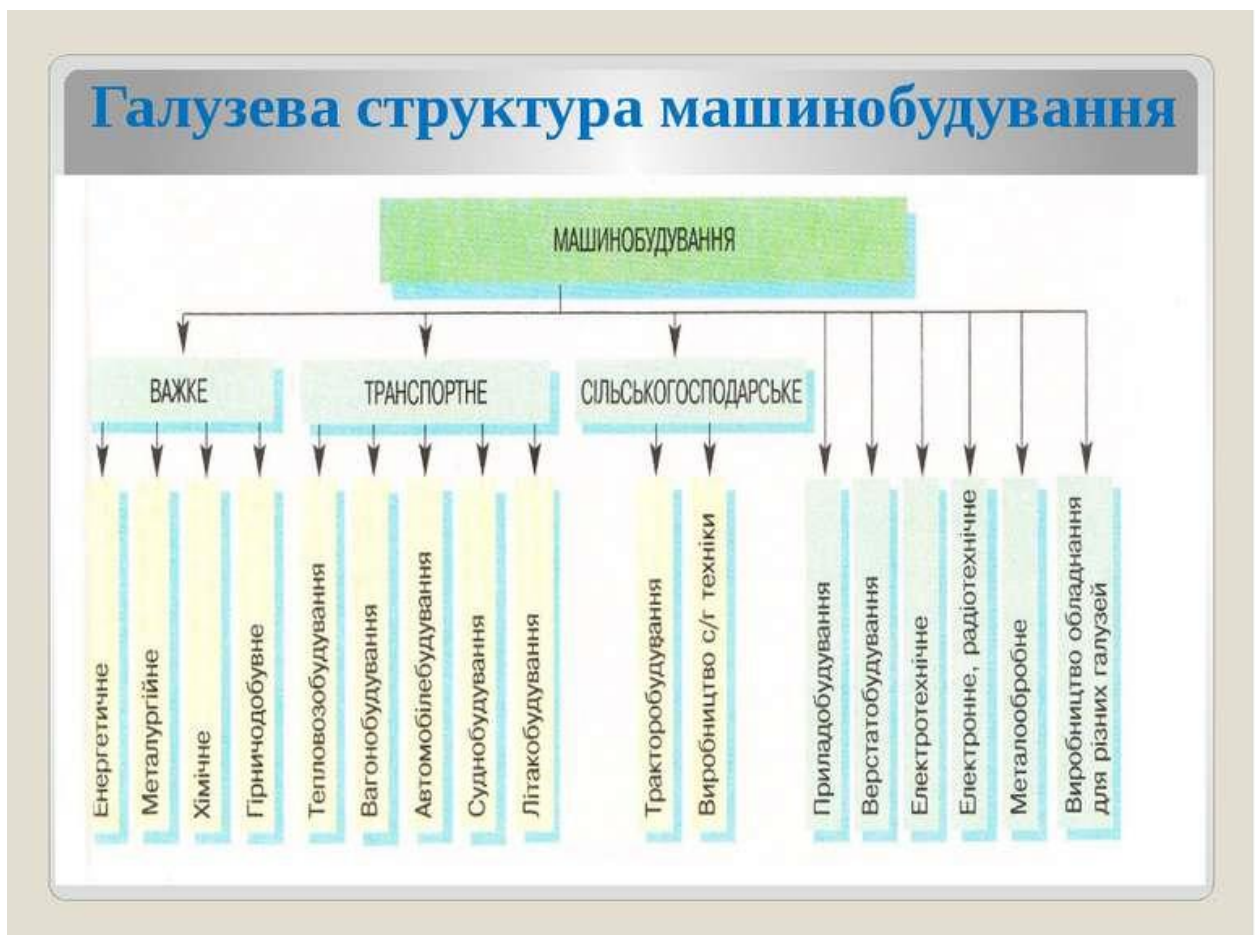 Галузева структура машинобудування
МАШИНОБУДУВАННЯ
ВАЖКЕ
ТРАНСПОРТНЕ
СІЛЬСЬКОГОСПОДАРСЬКЕ
Енергетичне
Металургійне
Хімічне
Гірничодобувне
Тепловозобудування
Вагонобудування
Автомобілебудування
Суднобудування
Літакобудування
Тракторобудування
Виробництво с/г техніки
Приладобудування
Верстатобудування
Електротехнічне
Електронне, радіотехнічне
Металообробне
Виробництво обладнання
для різних галузей